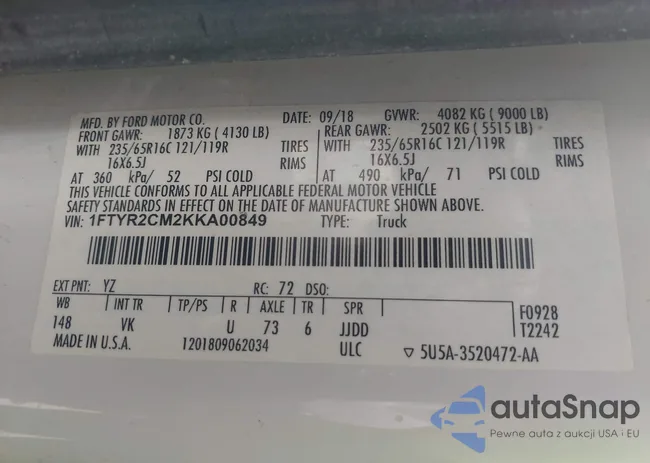 MFD. BY FORD MOTOR CO. DATE: 09/18 GVWR: 4082 KG ( 9000 LB)
FRONT GAWR: 1873 KG ( 4130 LB) REAR GAWR: 2502 KG ( 5515 LB)
WITH 235/65R16C 121/119R TIRES WITH 235/65R16C 121/119R TIRES
16X6.5J RIMS 16X6.5J RIMS
AT 360 kPa/ 52 PSI COLD AT 490 kPa/ 71 PSI COLD
THIS VEHICLE CONFORMS TO ALL APPLICABLE FEDERAL MOTOR VEHICLE
SAFETY STANDARDS IN EFFECT ON THE DATE OF MANUFACTURE SHOWN ABOVE.
VIN: 1FTYR2CM2KKA00849 TYPE: Truck
EXT PNT: YZ RC: 72 DSO:
WB INT TR TP/PS R AXLE TR SPR F0928
148 VK U 73 6 JJDD T2242
MADE IN U.S.A. 1201809062034 ULC ▽ 5U5A-3520472-AA
autaSnap
Pewne auta z aukcji USA i EU